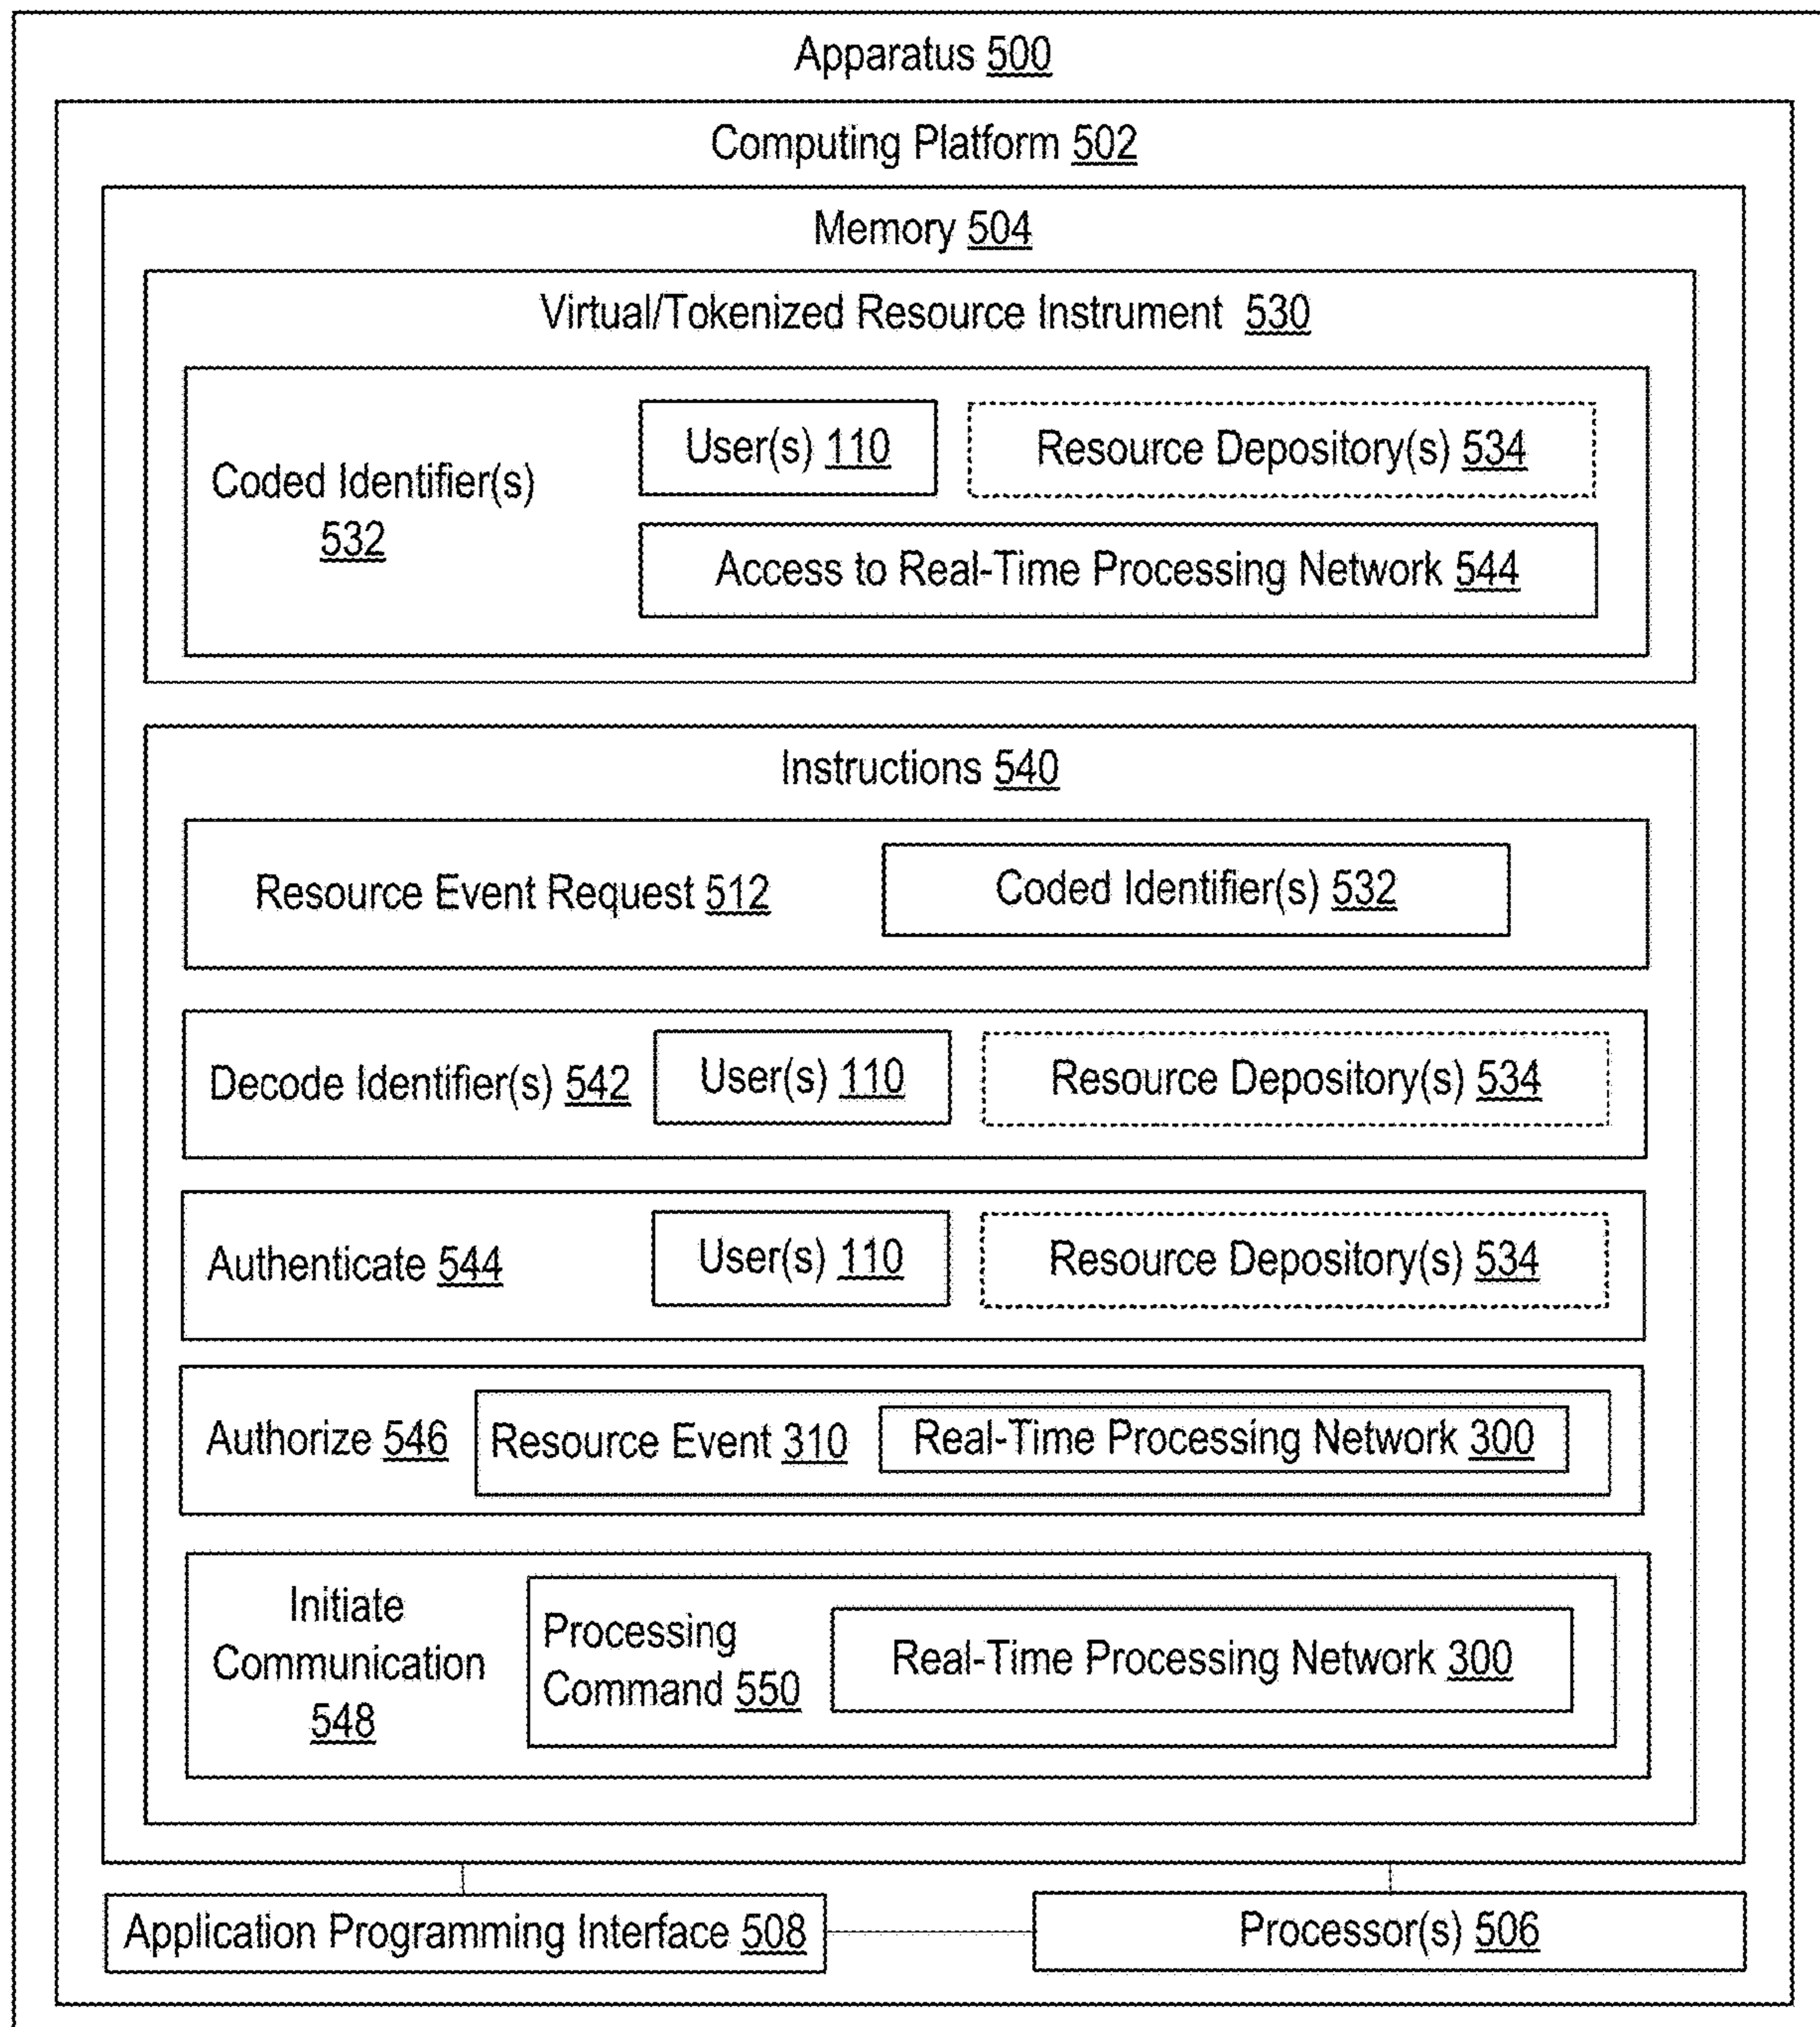 Apparatus 500
Computing Platform 502
Memory 504
Virtual/Tokenized Resource Instrument 530
Coded Identifier(s)
532
User(s) 110
Resource Depository(s) 534
Access to Real-Time Processing Network 544
Instructions 540
Resource Event Request 512
Coded Identifier(s) 532
Decode Identifier(s) 542
User(s) 110
Resource Depository(s) 534
Authenticate 544
User(s) 110
Resource Depository(s) 534
Authorize 546
Resource Event 310
Real-Time Processing Network 300
Initiate
Communication
548
Processing
Command 550
Real-Time Processing Network 300
Application Programming Interface 508
Processor(s) 506